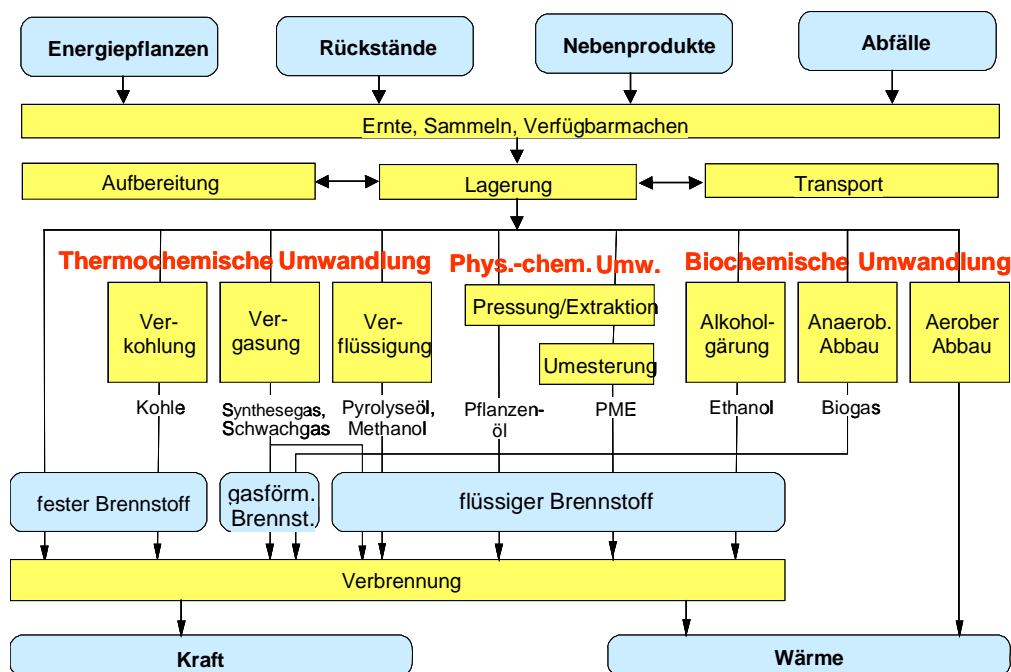 Energiepflanzen
Rückstände
Nebenprodukte
Abfälle
Ernte, Sammeln, Verfügbarmachen
Aufbereitung
Lagerung
Transport
Thermochemische Umwandlung
Phys.-chem. Umw.
Biochemische Umwandlung
Ver-
kohlung
Ver-
gasung
Ver-
flüssigung
Pressung/Extraktion
Umesterung
Alkohol-
gärung
Anaerob.
Abbau
Aerober
Abbau
Kohle
Synthesegas,
Schwachgas
Pyrolyseöl,
Methanol
Pflanzen-
öl
PME
Ethanol
Biogas
fester Brennstoff
gasförm.
Brennst.
flüssiger Brennstoff
Verbrennung
Kraft
Wärme